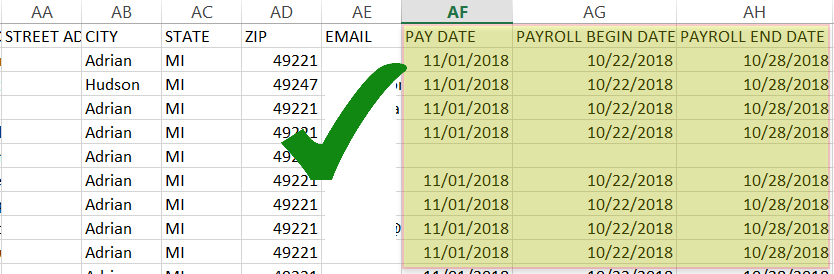 AA AB AC AD AE AF AG AH
STREET AD CITY STATE ZIP EMAIL PAY DATE PAYROLL BEGIN DATE PAYROLL END DATE
Adrian MI 49221 11/01/2018 10/22/2018 10/28/2018
Hudson MI 49247 11/01/2018 10/22/2018 10/28/2018
Adrian MI 49221 a 11/01/2018 10/22/2018 10/28/2018
Adrian MI 49221 11/01/2018 10/22/2018 10/28/2018
Adrian MI
Adrian MI 49221 11/01/2018 10/22/2018 10/28/2018
Adrian MI 49221 11/01/2018 10/22/2018 10/28/2018
Adrian MI 49221 @ 11/01/2018 10/22/2018 10/28/2018
Adrian MI 49221 11/01/2018 10/22/2018 10/28/2018
Adrian MI 49221 11/01/2018 10/22/2018 10/28/2018